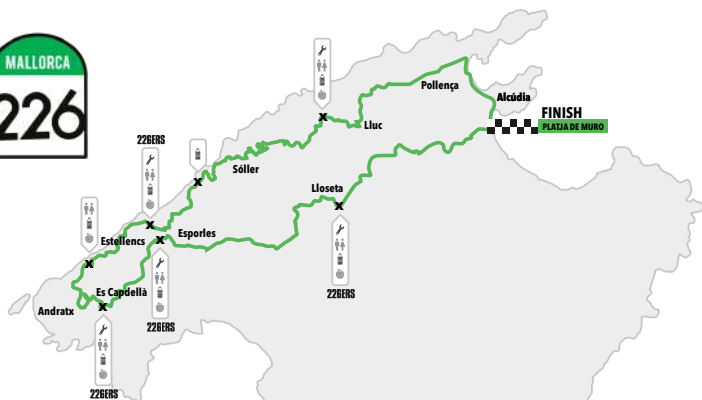 MALLORCA
226
Pollença
Alcúdia
FINISH
PLATJA DE MURO
Lluc
226ERS
Sóller
Lloseta
Esporles
Estellencs
Es Capdellà
Andratx
226ERS
226ERS
226ERS